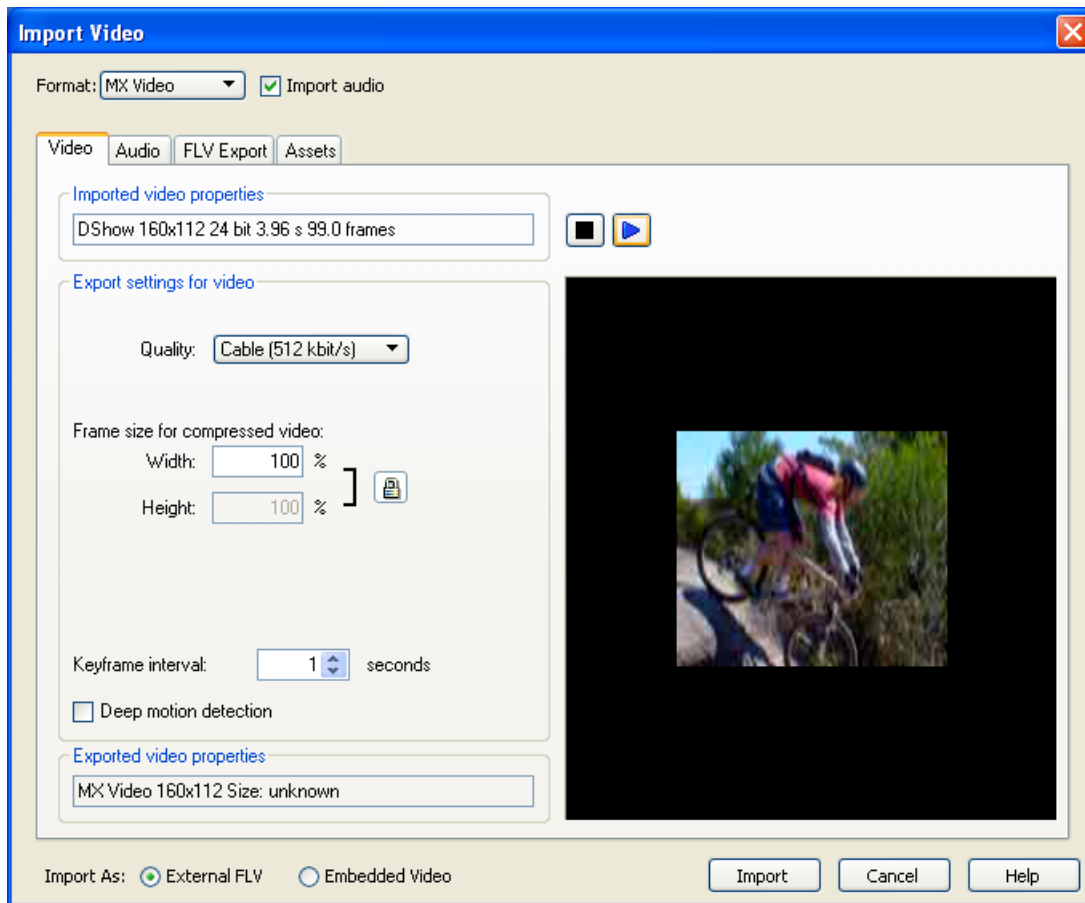 Import Video
Format: MX Video Import audio
Video Audio FLV Export Assets
Imported video properties
DShow 160x112 24 bit 3.96 s 99.0 frames
Export settings for video
Quality: Cable (512 kbit/s)
Frame size for compressed video:
Width: 100 %
Height: 100 %
Keyframe interval: 1 seconds
Deep motion detection
Exported video properties
MX Video 160x112 Size: unknown
Import As: External FLV Embedded Video Import Cancel Help